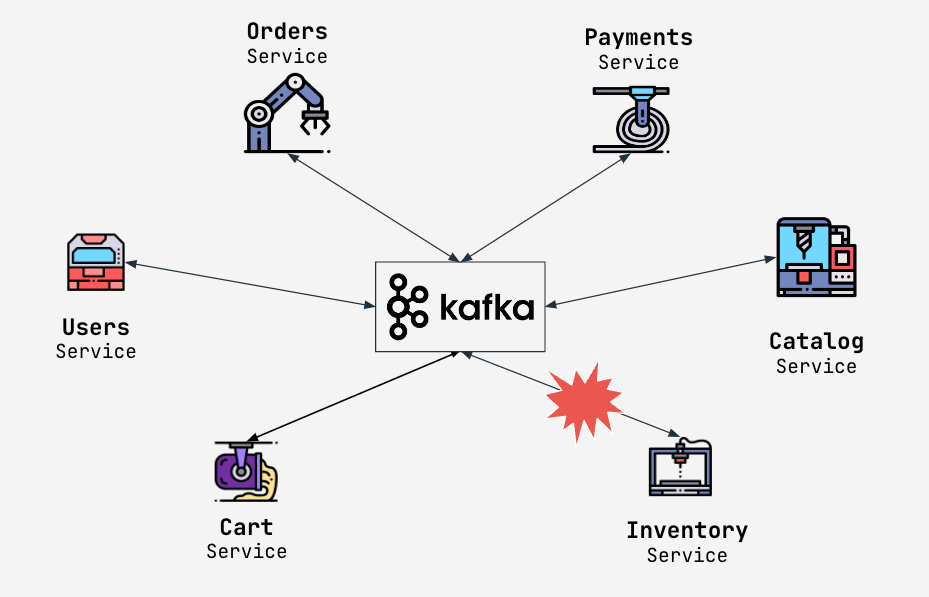 Orders
Service
Payments
Service
kafka
Users
Service
Catalog
Service
Cart
Service
Inventory
Service